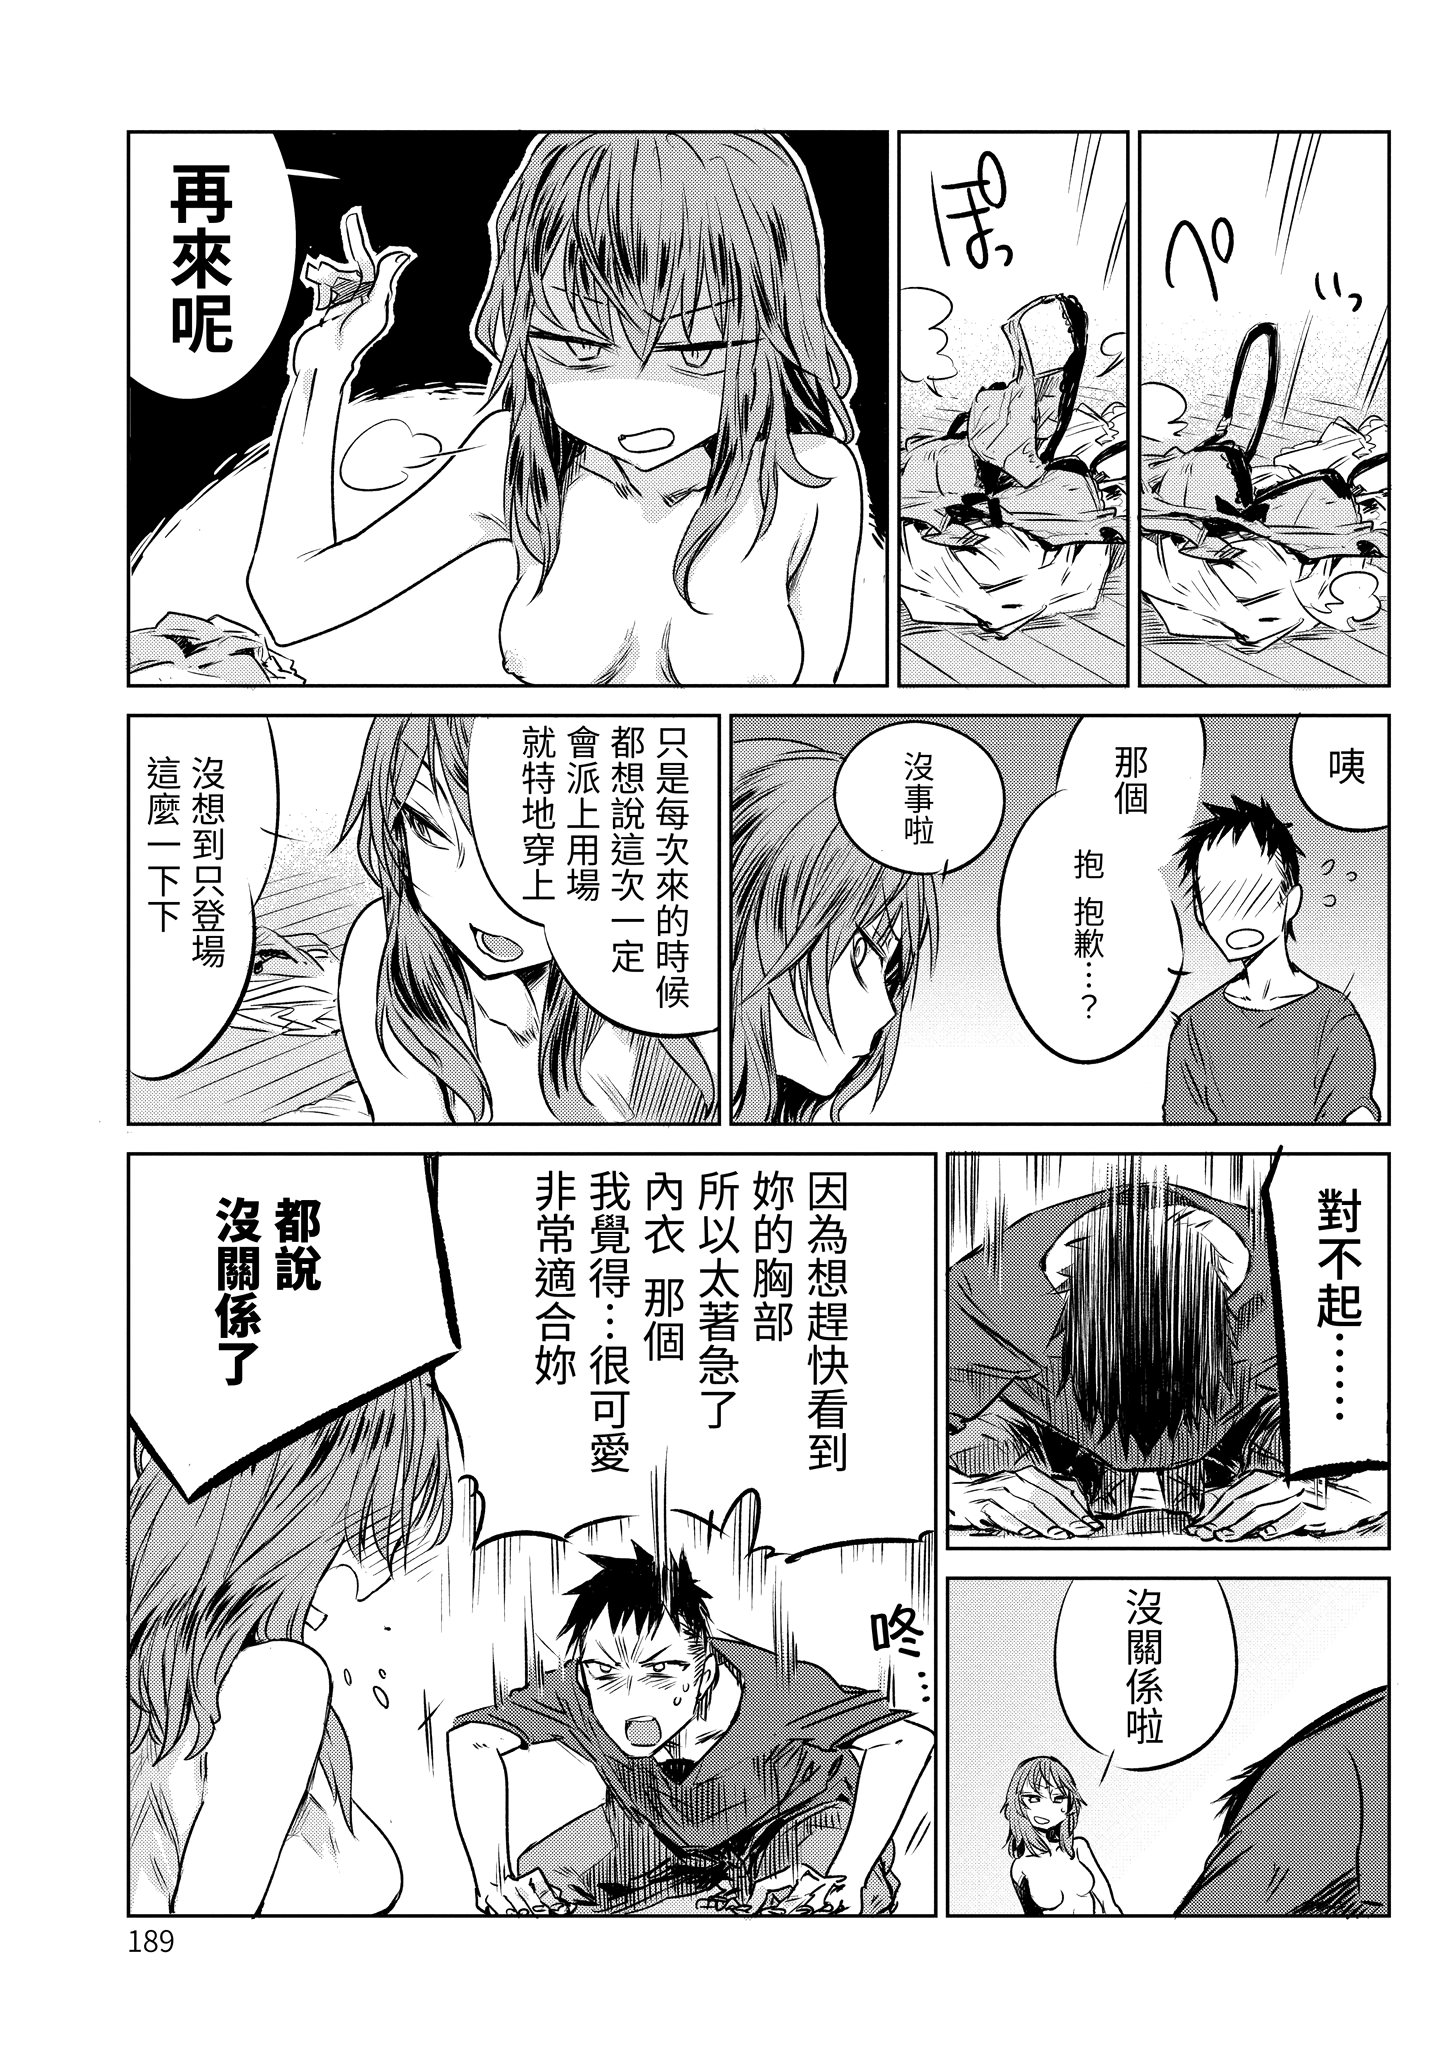 ぺ
いっ
ぽっ
再來呢
咦
那個
抱 抱歉…？
沒事啦
只是每次來的時候
都想說這次一定
會派上用場
就特地穿上
沒想到只登場
這麼一下下
對不起……
沒關係啦
因為想趕快看到
妳的胸部
所以太著急了
內衣 那個
我覺得…很可愛
非常適合妳
咚…
都說
沒關係了
189